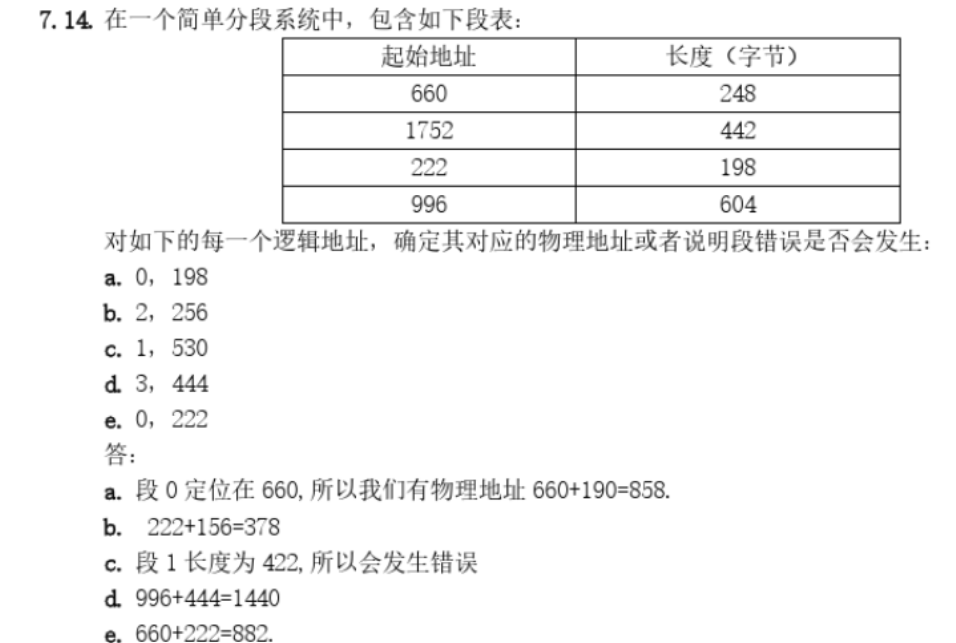 7.14. 在一个简单分段系统中，包含如下段表：
起始地址 长度（字节）
660 248
1752 442
222 198
996 604
对如下的每一个逻辑地址，确定其对应的物理地址或者说明段错误是否会发生：
a. 0，198
b. 2，256
c. 1，530
d. 3，444
e. 0，222
答：
a. 段 0 定位在 660,所以我们有物理地址 660+190=858.
b. 222+156=378
c. 段 1 长度为 422,所以会发生错误
d. 996+444=1440
e. 660+222=882.